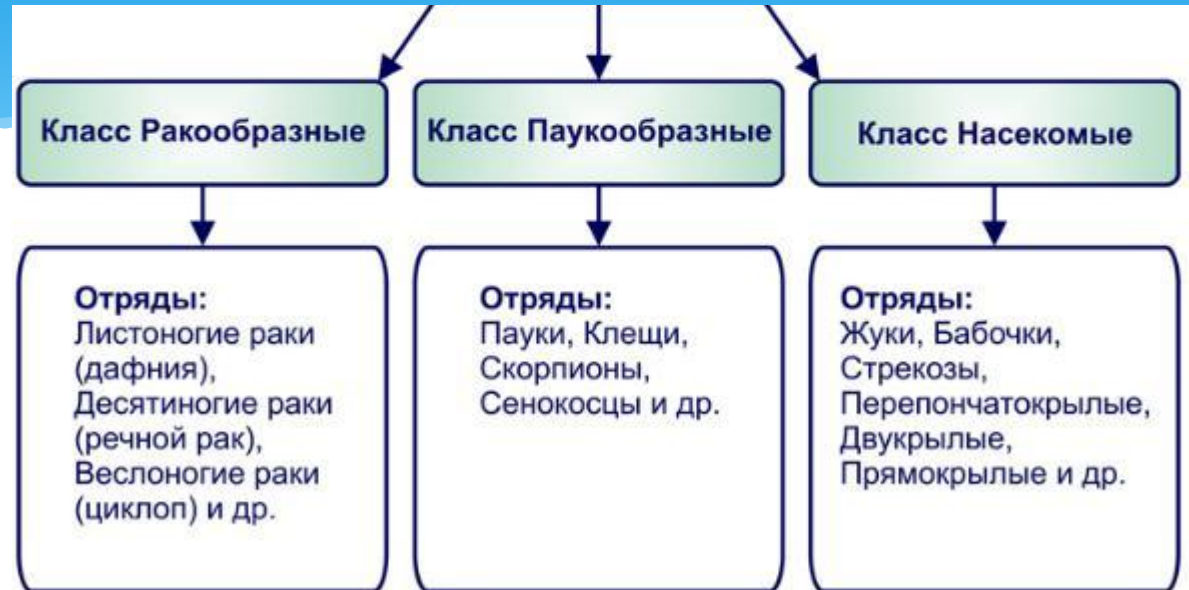 Класс Ракообразные
Класс Паукообразные
Класс Насекомые
Отряды:
Листоногие раки
(дафния),
Десятиногие раки
(речной рак),
Веслоногие раки
(циклоп) и др.
Отряды:
Пауки, Клещи,
Скорпионы,
Сенокосцы и др.
Отряды:
Жуки, Бабочки,
Стрекозы,
Перепончатокрылые,
Двукрылые,
Прямокрылые и др.